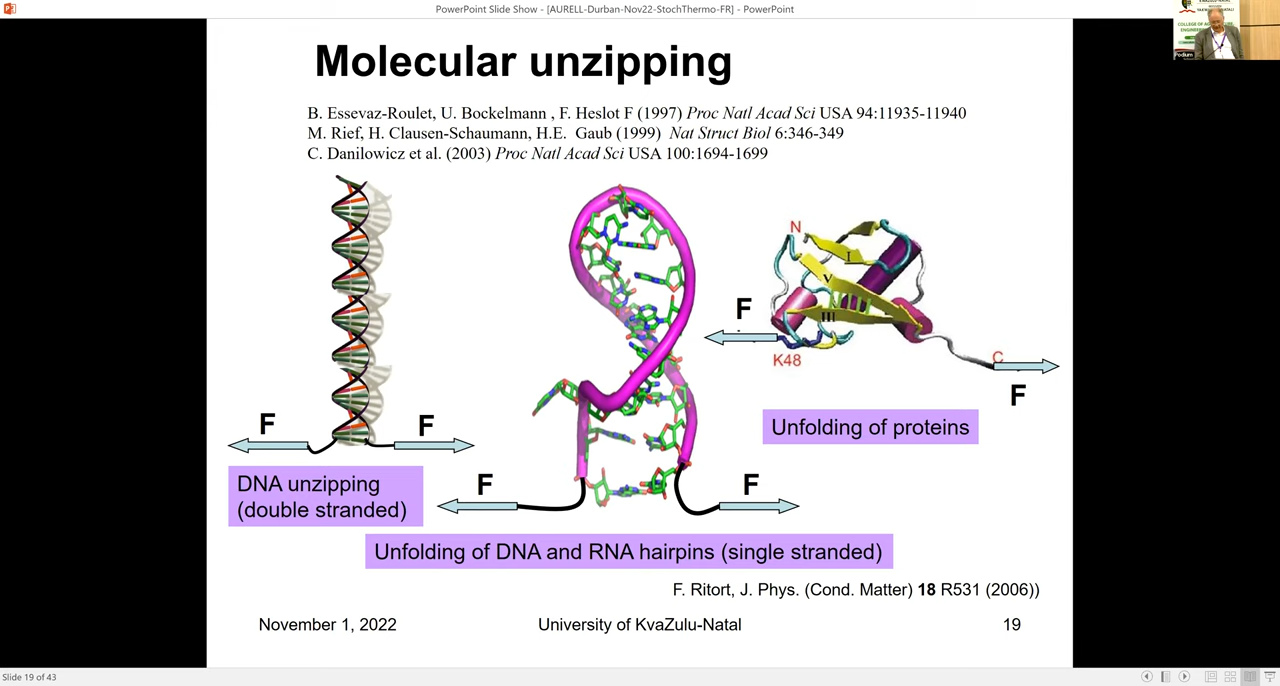 PowerPoint Slide Show - [AURELL-Durban-Nov22-StochThermo-FR] - PowerPoint
COLLEGE OF
Podium
Molecular unzipping
B. Essevaz-Roulet, U. Bockelmann , F. Heslot F (1997) Proc Natl Acad Sci USA 94:11935-11940
M. Rief, H. Clausen-Schaumann, H.E. Gaub (1999) Nat Struct Biol 6:346-349
C. Danilowicz et al. (2003) Proc Natl Acad Sci USA 100:1694-1699
F
F
DNA unzipping
(double stranded)
F
F
Unfolding of DNA and RNA hairpins (single stranded)
N
I
V
III
F
K48
C
F
Unfolding of proteins
F. Ritort, J. Phys. (Cond. Matter) 18 R531 (2006))
November 1, 2022
University of KvaZulu-Natal
19
Slide 19 of 43